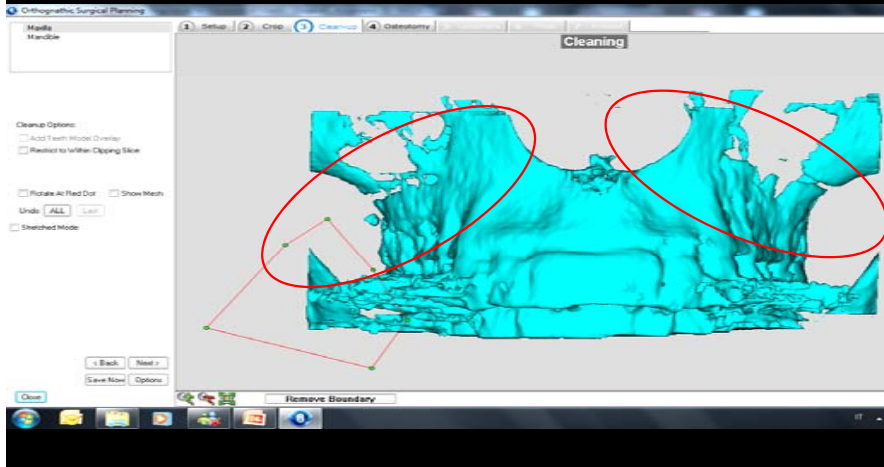 Orthognathic Surgical Planning
Maxilla
Mandible
1 Setup 2 Crop 3 Clean-up 4 Osteotomy
Cleaning
Cleanup Options:
Add Teeth Model Overlay
Restrict to Within Clipping Slice
Rotate At Red Dot Show Mesh
Undo ALL Last
Stretched Mode
< Back Next >
Save Now Options
Close
Remove Boundary
IT